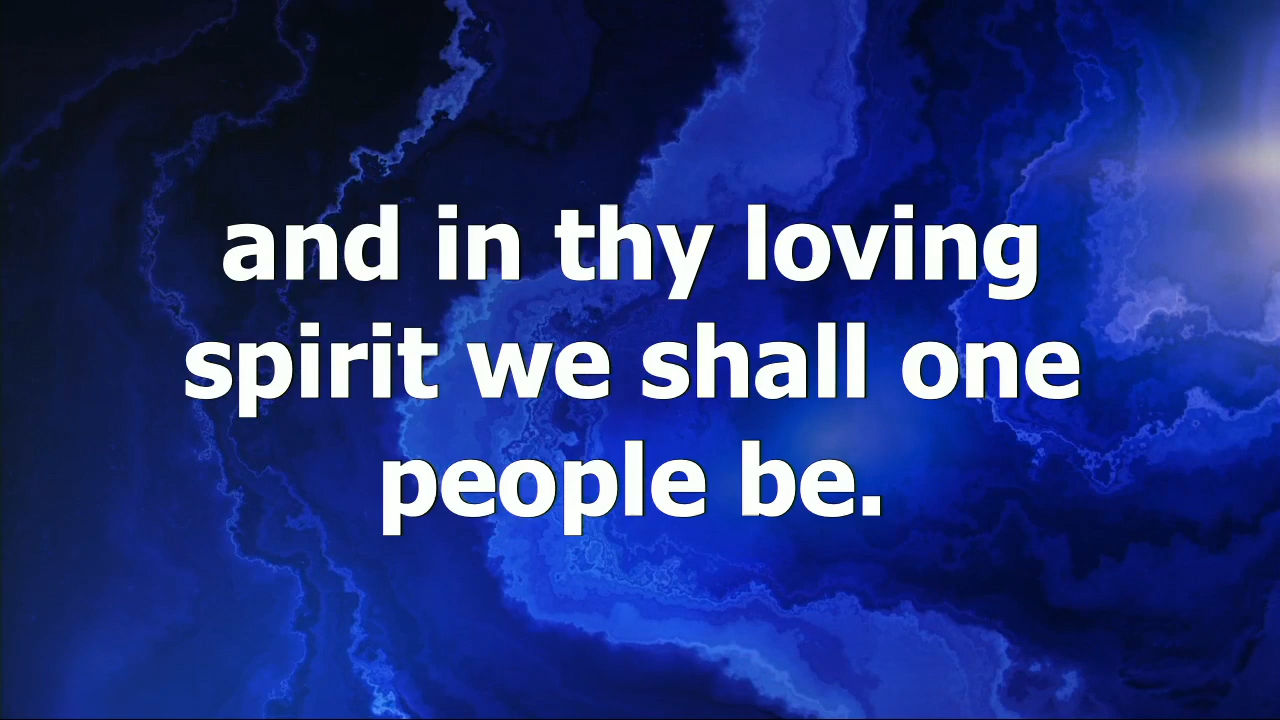 and in thy loving
spirit we shall one
people be.